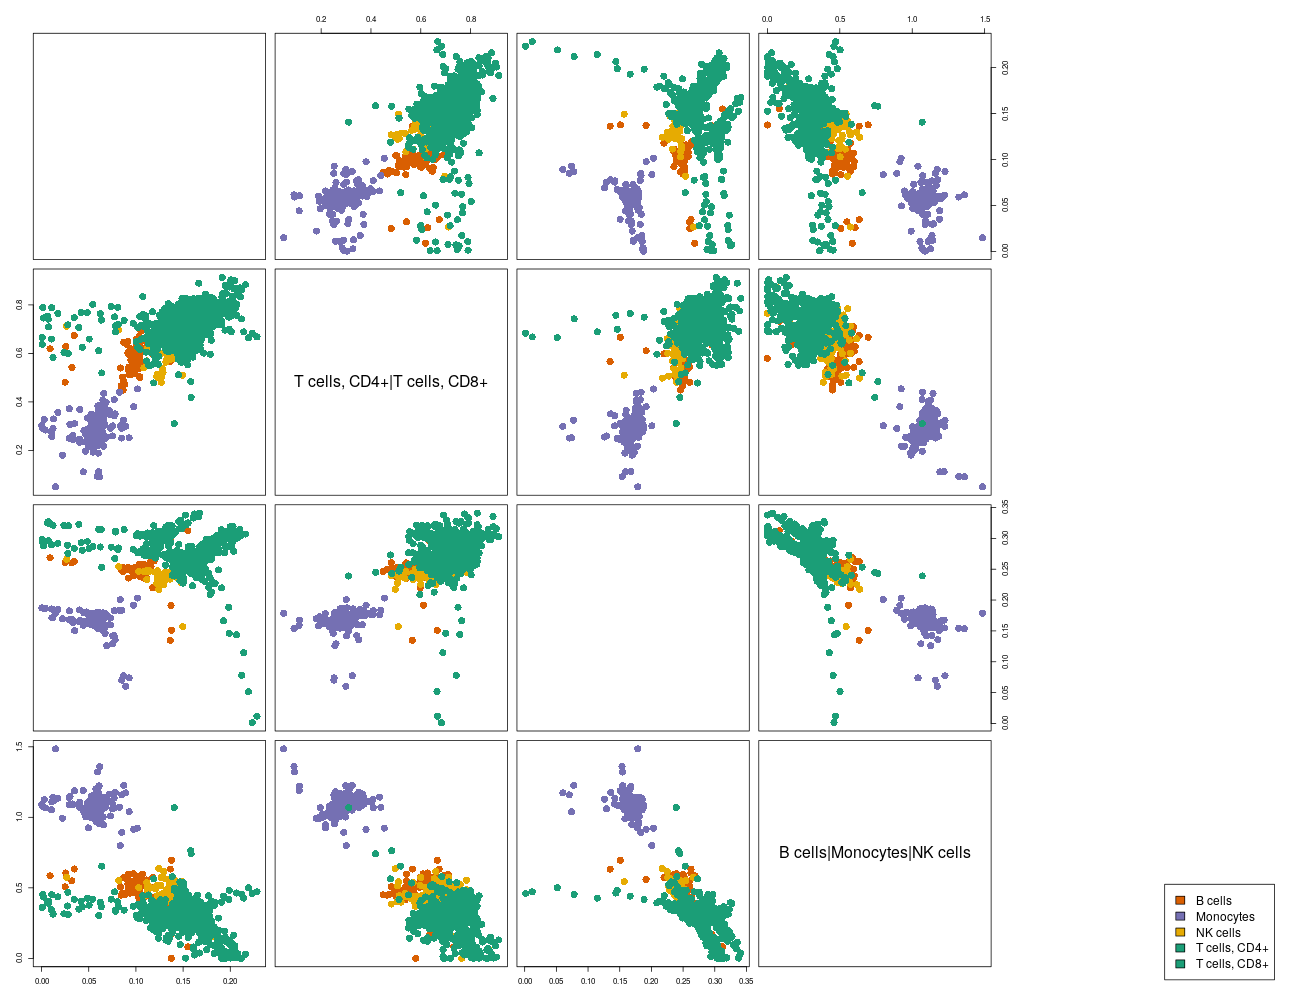 0.2 0.4 0.6 0.8 0.0 0.5 1.0 1.5
0.00 0.05 0.10 0.15 0.20
0.2 0.4 0.6 0.8
T cells, CD4+|T cells, CD8+
0.00 0.05 0.10 0.15 0.20 0.25 0.30 0.35
0.0 0.5 1.0 1.5
B cells|Monocytes|NK cells
0.00 0.05 0.10 0.15 0.20 0.00 0.05 0.10 0.15 0.20 0.25 0.30 0.35
B cells
Monocytes
NK cells
T cells, CD4+
T cells, CD8+